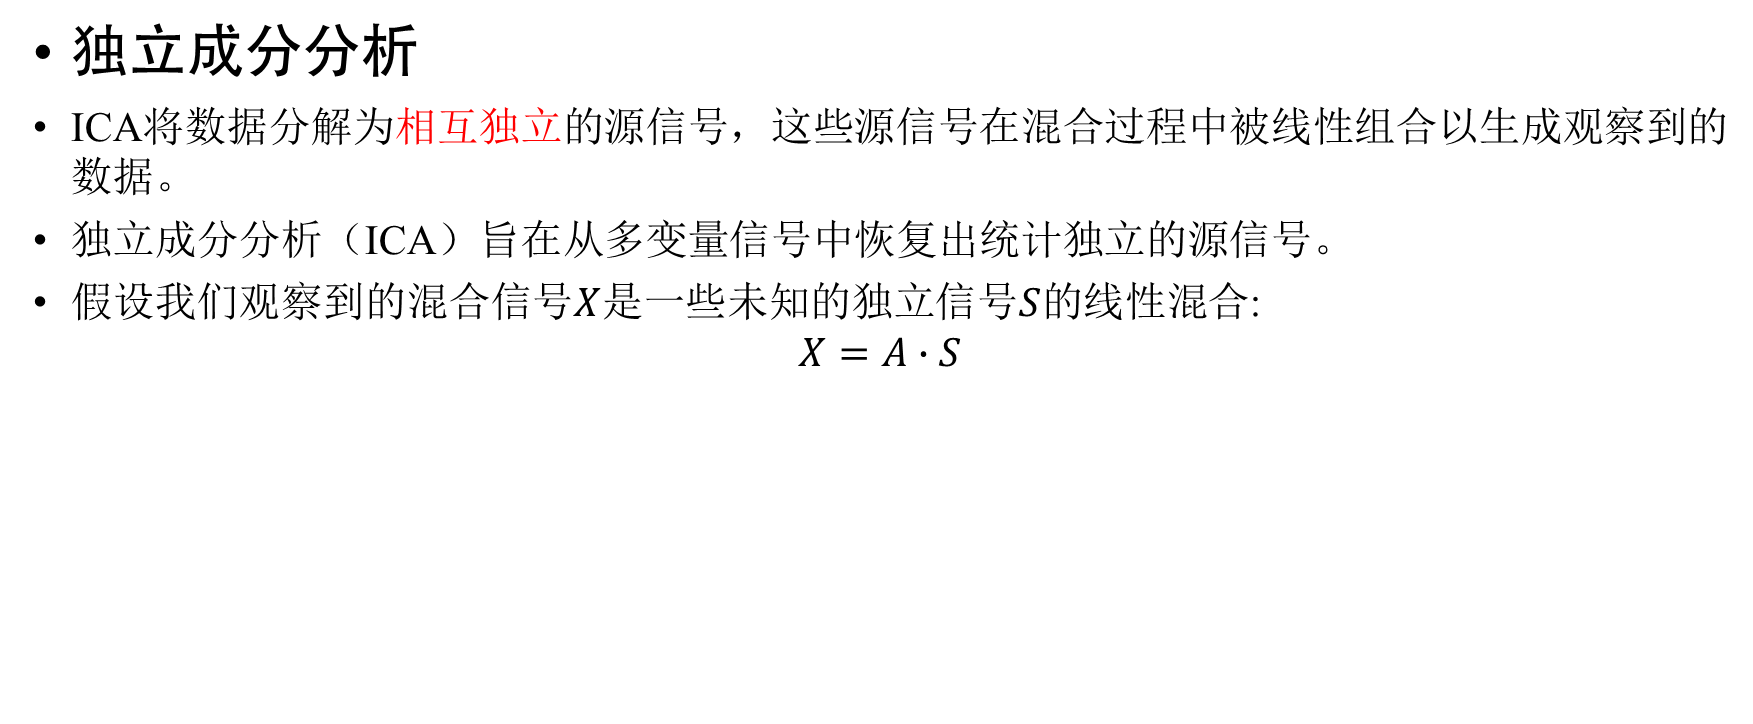 • 独立成分分析
• ICA将数据分解为相互独立的源信号，这些源信号在混合过程中被线性组合以生成观察到的
数据。
• 独立成分分析（ICA）旨在从多变量信号中恢复出统计独立的源信号。
• 假设我们观察到的混合信号X是一些未知的独立信号S的线性混合:
X = A · S